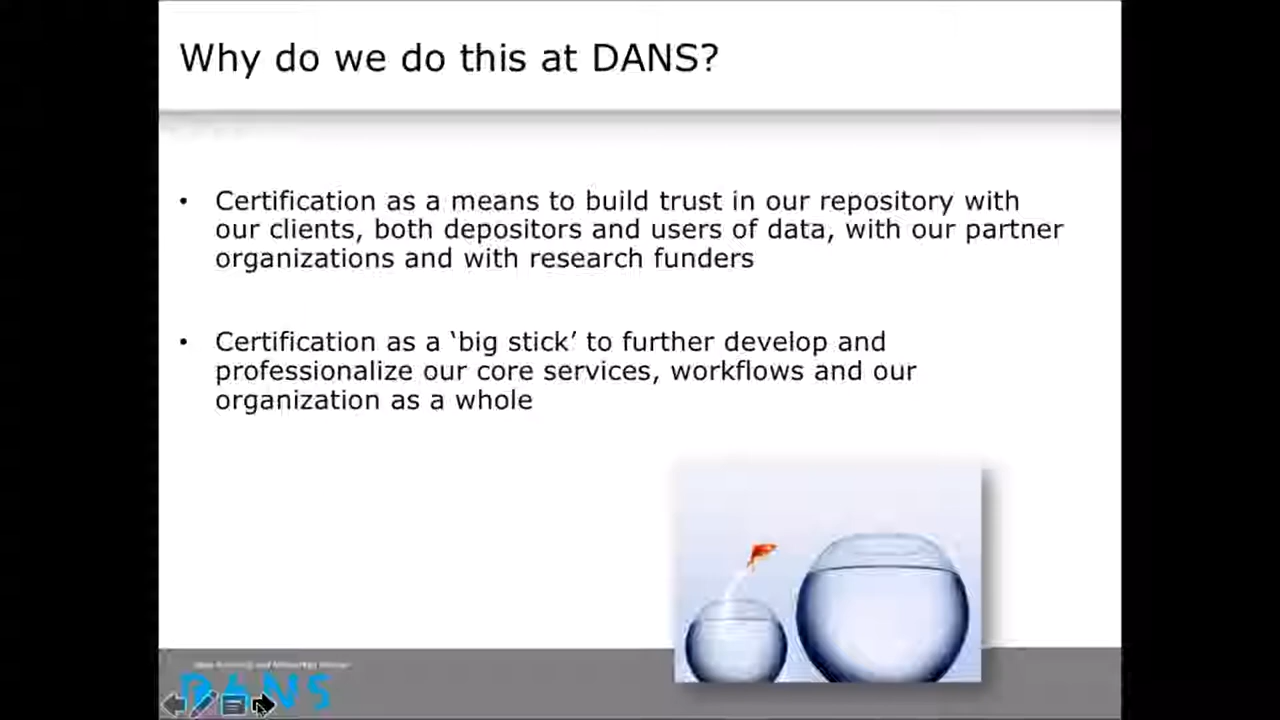 Why do we do this at DANS?
• Certification as a means to build trust in our repository with
our clients, both depositors and users of data, with our partner
organizations and with research funders
• Certification as a ‘big stick’ to further develop and
professionalize our core services, workflows and our
organization as a whole
DANS